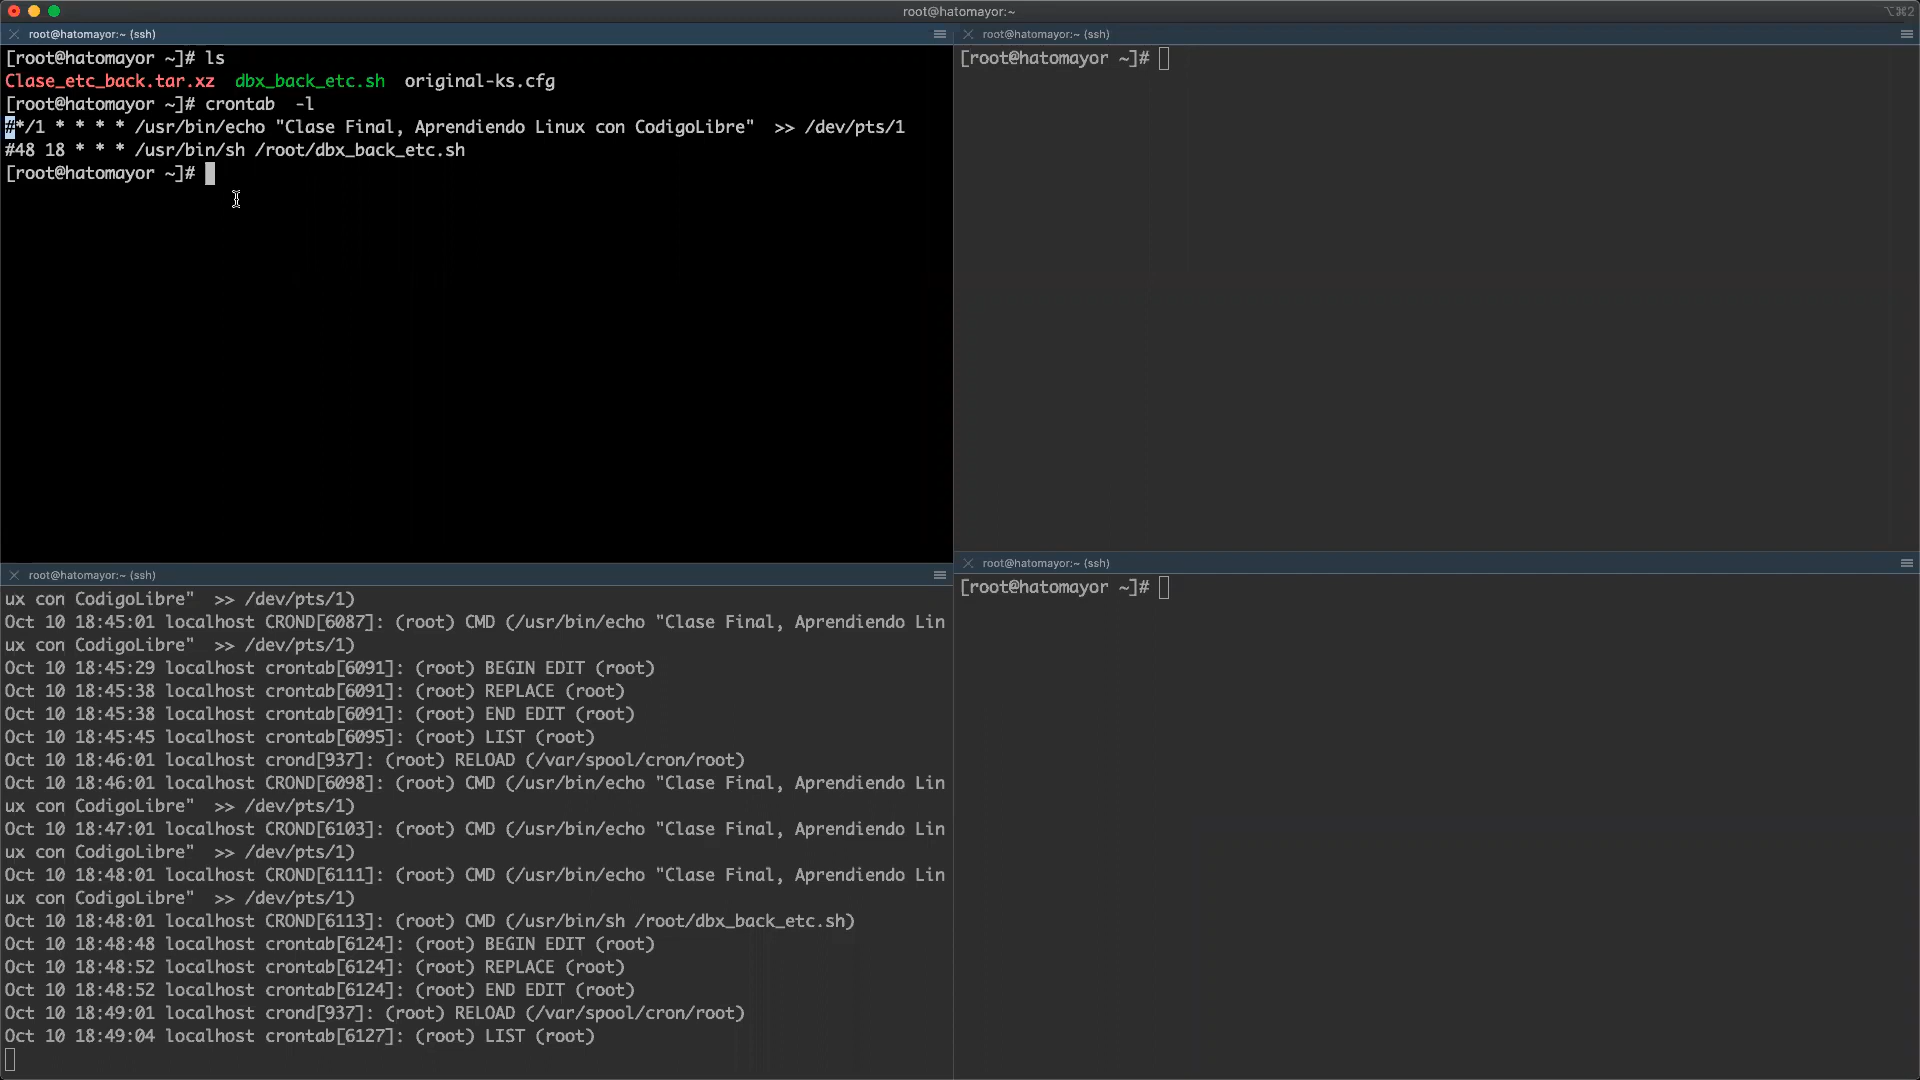 root@hatomayor:~
⌥⌘2
root@hatomayor:~ (ssh)
[root@hatomayor ~]# ls
Clase_etc_back.tar.xz  dbx_back_etc.sh  original-ks.cfg
[root@hatomayor ~]# crontab  -l
#*/1 * * * * /usr/bin/echo "Clase Final, Aprendiendo Linux con CodigoLibre"  >> /dev/pts/1
#48 18 * * * /usr/bin/sh /root/dbx_back_etc.sh
[root@hatomayor ~]#
root@hatomayor:~ (ssh)
[root@hatomayor ~]#
root@hatomayor:~ (ssh)
ux con CodigoLibre"  >> /dev/pts/1)
Oct 10 18:45:01 localhost CROND[6087]: (root) CMD (/usr/bin/echo "Clase Final, Aprendiendo Lin
ux con CodigoLibre"  >> /dev/pts/1)
Oct 10 18:45:29 localhost crontab[6091]: (root) BEGIN EDIT (root)
Oct 10 18:45:38 localhost crontab[6091]: (root) REPLACE (root)
Oct 10 18:45:38 localhost crontab[6091]: (root) END EDIT (root)
Oct 10 18:45:45 localhost crontab[6095]: (root) LIST (root)
Oct 10 18:46:01 localhost crond[937]: (root) RELOAD (/var/spool/cron/root)
Oct 10 18:46:01 localhost CROND[6098]: (root) CMD (/usr/bin/echo "Clase Final, Aprendiendo Lin
ux con CodigoLibre"  >> /dev/pts/1)
Oct 10 18:47:01 localhost CROND[6103]: (root) CMD (/usr/bin/echo "Clase Final, Aprendiendo Lin
ux con CodigoLibre"  >> /dev/pts/1)
Oct 10 18:48:01 localhost CROND[6111]: (root) CMD (/usr/bin/echo "Clase Final, Aprendiendo Lin
ux con CodigoLibre"  >> /dev/pts/1)
Oct 10 18:48:01 localhost CROND[6113]: (root) CMD (/usr/bin/sh /root/dbx_back_etc.sh)
Oct 10 18:48:48 localhost crontab[6124]: (root) BEGIN EDIT (root)
Oct 10 18:48:52 localhost crontab[6124]: (root) REPLACE (root)
Oct 10 18:48:52 localhost crontab[6124]: (root) END EDIT (root)
Oct 10 18:49:01 localhost crond[937]: (root) RELOAD (/var/spool/cron/root)
Oct 10 18:49:04 localhost crontab[6127]: (root) LIST (root)
root@hatomayor:~ (ssh)
[root@hatomayor ~]#